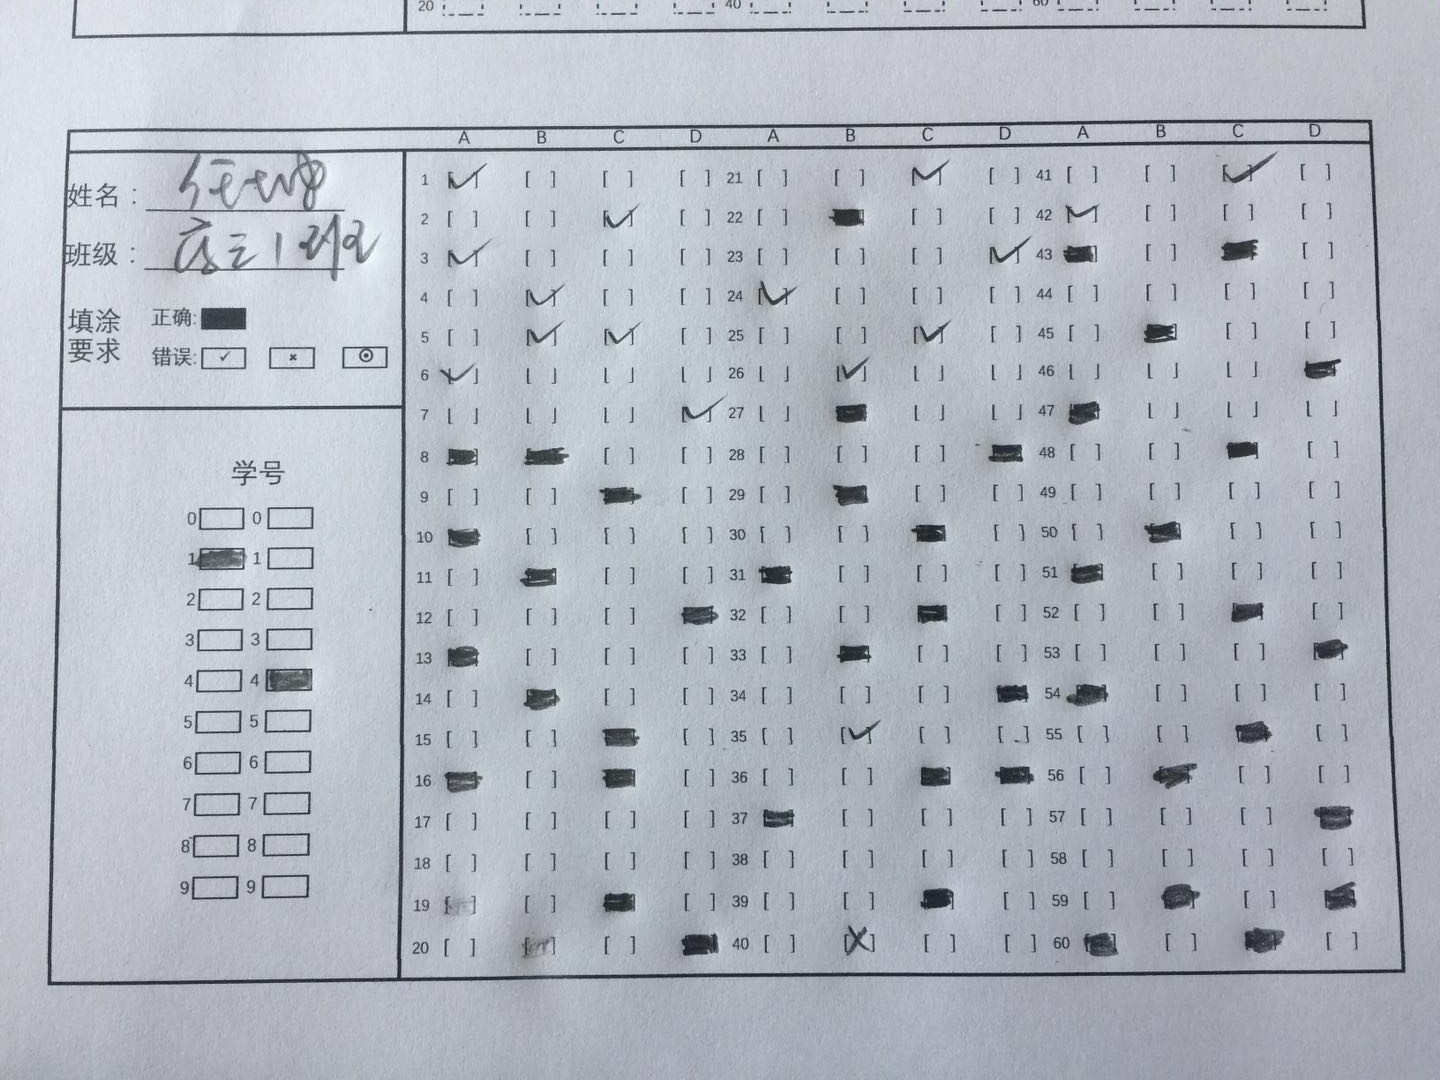 20 40 60
A B C D A B C D A B C D
姓名：
班级：
填涂要求
正确:
错误:
学号
0 0
1 1
2 2
3 3
4 4
5 5
6 6
7 7
8 8
9 9
1 [ ] [ ] [ ] [ ] 21 [ ] [ ] [ ] [ ] 41 [ ] [ ] [ ] [ ]
2 [ ] [ ] [ ] [ ] 22 [ ] [ ] [ ] [ ] 42 [ ] [ ] [ ] [ ]
3 [ ] [ ] [ ] [ ] 23 [ ] [ ] [ ] [ ] 43 [ ] [ ] [ ] [ ]
4 [ ] [ ] [ ] [ ] 24 [ ] [ ] [ ] [ ] 44 [ ] [ ] [ ] [ ]
5 [ ] [ ] [ ] [ ] 25 [ ] [ ] [ ] [ ] 45 [ ] [ ] [ ] [ ]
6 [ ] [ ] [ ] [ ] 26 [ ] [ ] [ ] [ ] 46 [ ] [ ] [ ] [ ]
7 [ ] [ ] [ ] [ ] 27 [ ] [ ] [ ] [ ] 47 [ ] [ ] [ ] [ ]
8 [ ] [ ] [ ] [ ] 28 [ ] [ ] [ ] [ ] 48 [ ] [ ] [ ] [ ]
9 [ ] [ ] [ ] [ ] 29 [ ] [ ] [ ] [ ] 49 [ ] [ ] [ ] [ ]
10 [ ] [ ] [ ] [ ] 30 [ ] [ ] [ ] [ ] 50 [ ] [ ] [ ] [ ]
11 [ ] [ ] [ ] [ ] 31 [ ] [ ] [ ] [ ] 51 [ ] [ ] [ ] [ ]
12 [ ] [ ] [ ] [ ] 32 [ ] [ ] [ ] [ ] 52 [ ] [ ] [ ] [ ]
13 [ ] [ ] [ ] [ ] 33 [ ] [ ] [ ] [ ] 53 [ ] [ ] [ ] [ ]
14 [ ] [ ] [ ] [ ] 34 [ ] [ ] [ ] [ ] 54 [ ] [ ] [ ] [ ]
15 [ ] [ ] [ ] [ ] 35 [ ] [ ] [ ] [ ] 55 [ ] [ ] [ ] [ ]
16 [ ] [ ] [ ] [ ] 36 [ ] [ ] [ ] [ ] 56 [ ] [ ] [ ] [ ]
17 [ ] [ ] [ ] [ ] 37 [ ] [ ] [ ] [ ] 57 [ ] [ ] [ ] [ ]
18 [ ] [ ] [ ] [ ] 38 [ ] [ ] [ ] [ ] 58 [ ] [ ] [ ] [ ]
19 [ ] [ ] [ ] [ ] 39 [ ] [ ] [ ] [ ] 59 [ ] [ ] [ ] [ ]
20 [ ] [ ] [ ] [ ] 40 [ ] [ ] [ ] [ ] 60 [ ] [ ] [ ] [ ]